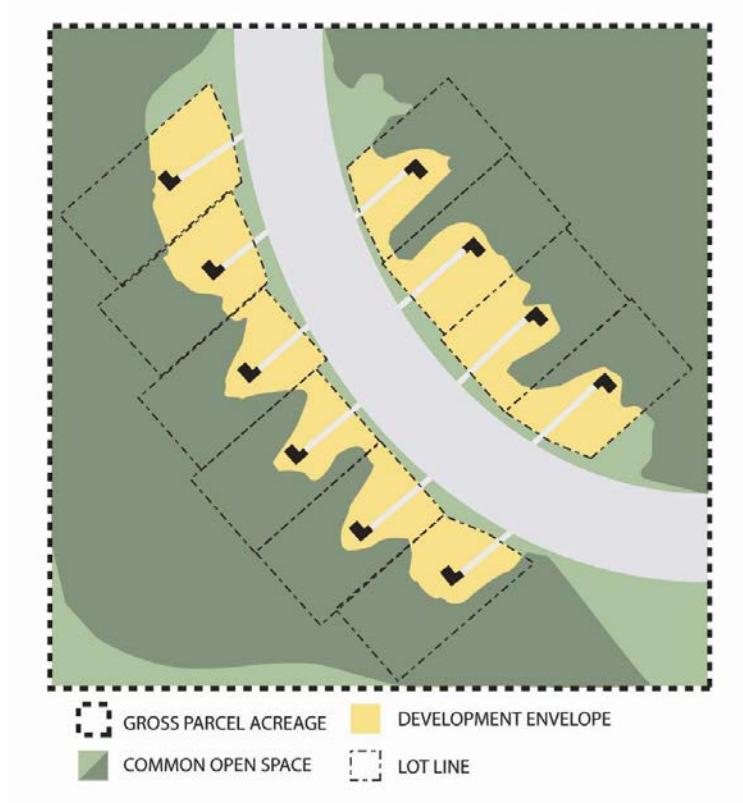 GROSS PARCEL ACREAGE
DEVELOPMENT ENVELOPE
COMMON OPEN SPACE
LOT LINE